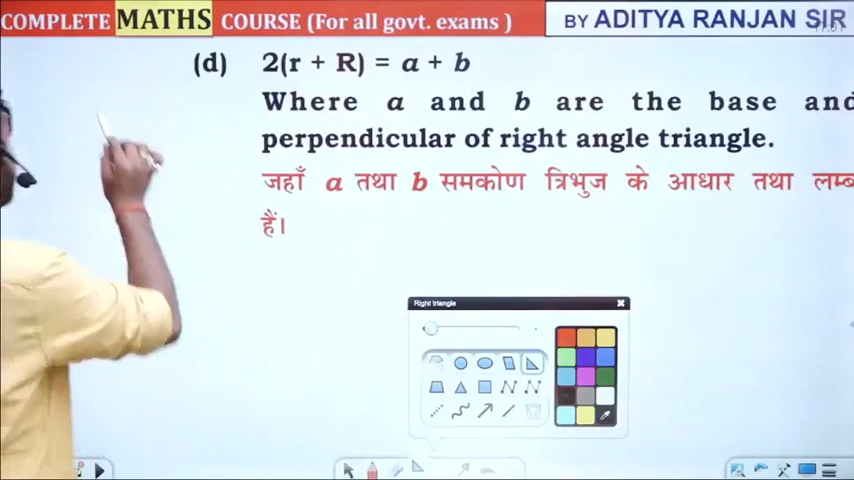 COMPLETE MATHS COURSE (For all govt. exams )
BY ADITYA RANJAN SIR
(d) 2(r + R) = a + b
Where a and b are the base and
perpendicular of right angle triangle.
जहाँ a तथा b समकोण त्रिभुज के आधार तथा लम्ब
हैं।
Right triangle